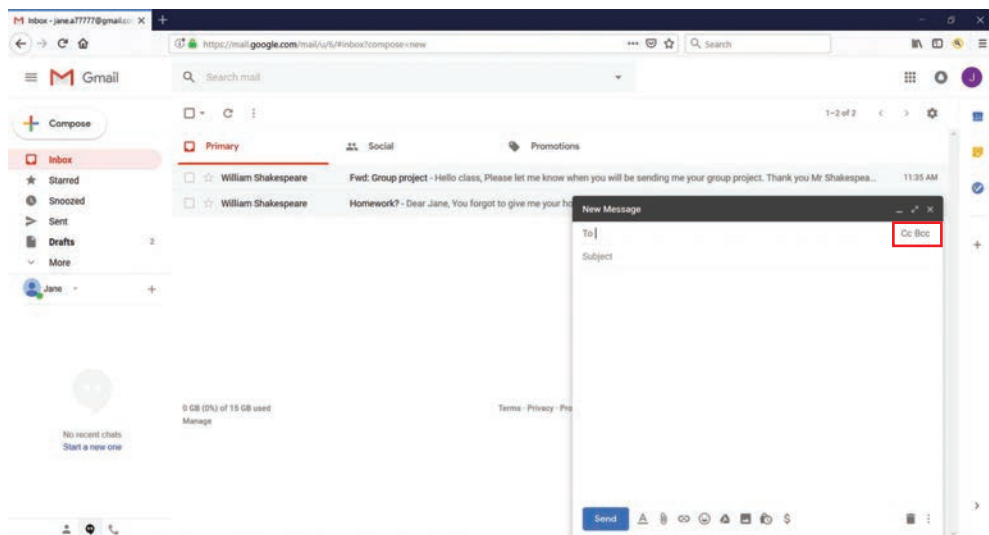 Inbox - jane.a77777@gmail.co
https://mail.google.com/mail/u/6/#inbox?compose=new
Search
Gmail
Search mail
J
Compose
1–2 of 2
Primary
Social
Promotions
Inbox
Starred
Snoozed
Sent
Drafts 2
More
Jane
William Shakespeare Fwd: Group project - Hello class, Please let me know when you will be sending me your group project. Thank you Mr Shakespea... 11:35 AM
William Shakespeare Homework? - Dear Jane, You forgot to give me your ho
New Message
To Cc Bcc
Subject
0 GB (0%) of 15 GB used
Manage
Terms · Privacy · Pro
No recent chats
Start a new one
Send